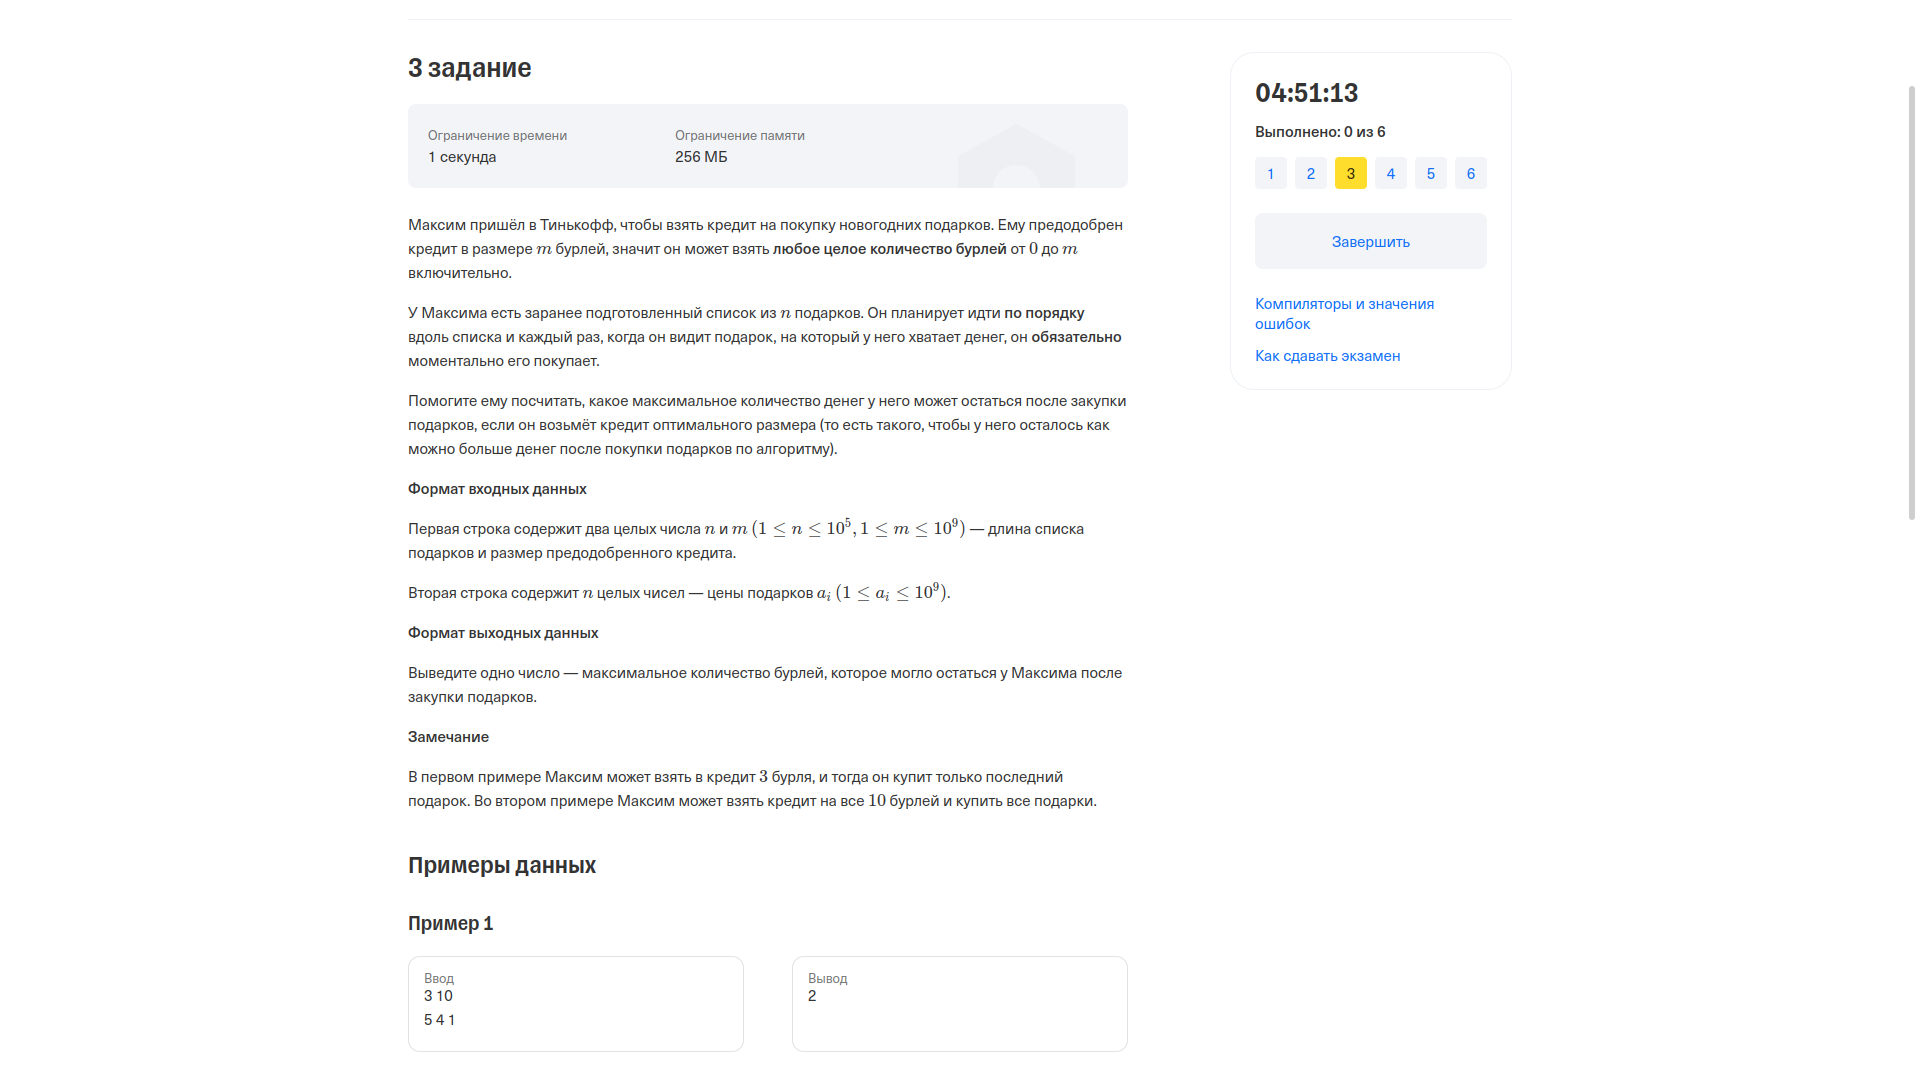 3 задание
Ограничение времени
1 секунда
Ограничение памяти
256 МБ
Максим пришёл в Тинькофф, чтобы взять кредит на покупку новогодних подарков. Ему предодобрен
кредит в размере m бурлей, значит он может взять любое целое количество бурлей от 0 до m
включительно.
У Максима есть заранее подготовленный список из n подарков. Он планирует идти по порядку
вдоль списка и каждый раз, когда он видит подарок, на который у него хватает денег, он обязательно
моментально его покупает.
Помогите ему посчитать, какое максимальное количество денег у него может остаться после закупки
подарков, если он возьмёт кредит оптимального размера (то есть такого, чтобы у него осталось как
можно больше денег после покупки подарков по алгоритму).
Формат входных данных
Первая строка содержит два целых числа n и m (1 ≤ n ≤ 10^5, 1 ≤ m ≤ 10^9) — длина списка
подарков и размер предодобренного кредита.
Вторая строка содержит n целых чисел — цены подарков a_i (1 ≤ a_i ≤ 10^9).
Формат выходных данных
Выведите одно число — максимальное количество бурлей, которое могло остаться у Максима после
закупки подарков.
Замечание
В первом примере Максим может взять в кредит 3 бурля, и тогда он купит только последний
подарок. Во втором примере Максим может взять кредит на все 10 бурлей и купить все подарки.
Примеры данных
Пример 1
Ввод
3 10
5 4 1
Вывод
2
04:51:13
Выполнено: 0 из 6
1 2 3 4 5 6
Завершить
Компиляторы и значения
ошибок
Как сдавать экзамен